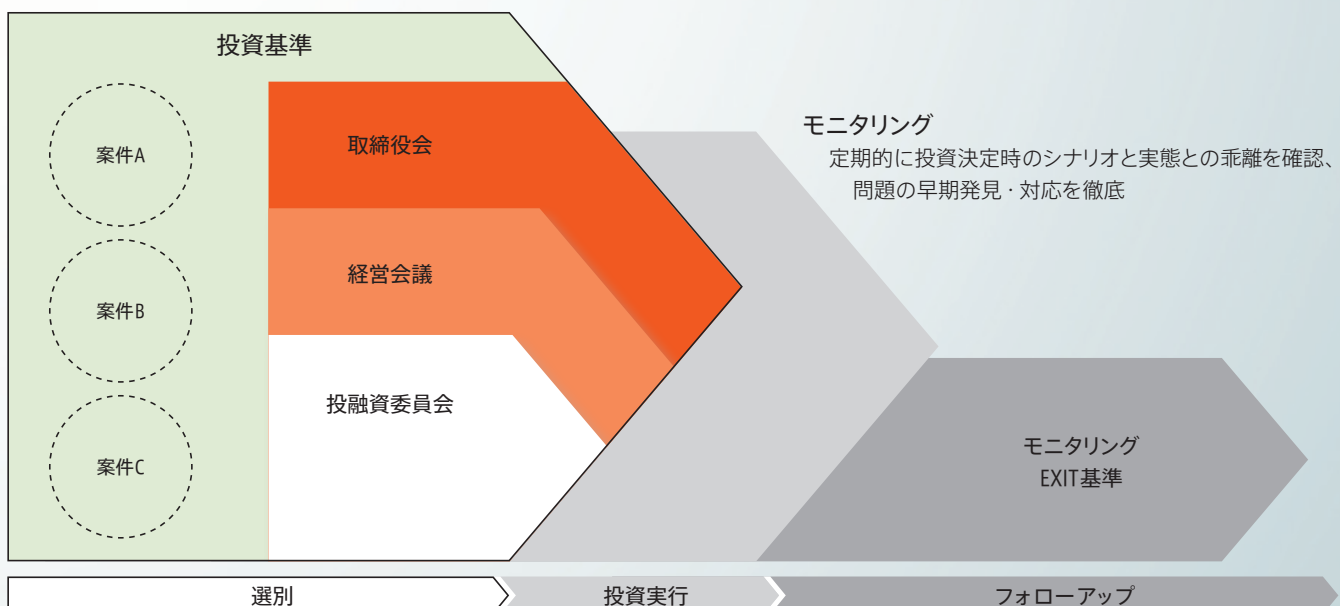 投資基準
案件A
案件B
案件C
取締役会
経営会議
投融資委員会
モニタリング
定期的に投資決定時のシナリオと実態との乖離を確認、
問題の早期発見・対応を徹底
モニタリング
EXIT基準
選別
投資実行
フォローアップ